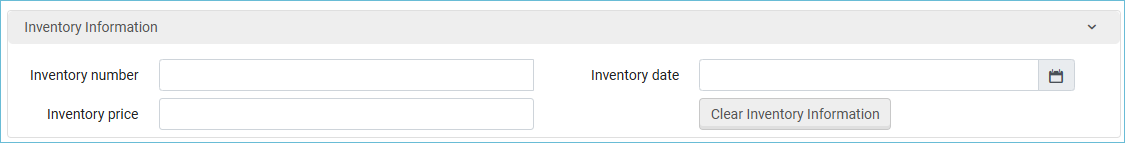 Inventory Information
Inventory number
Inventory date
Inventory price
Clear Inventory Information